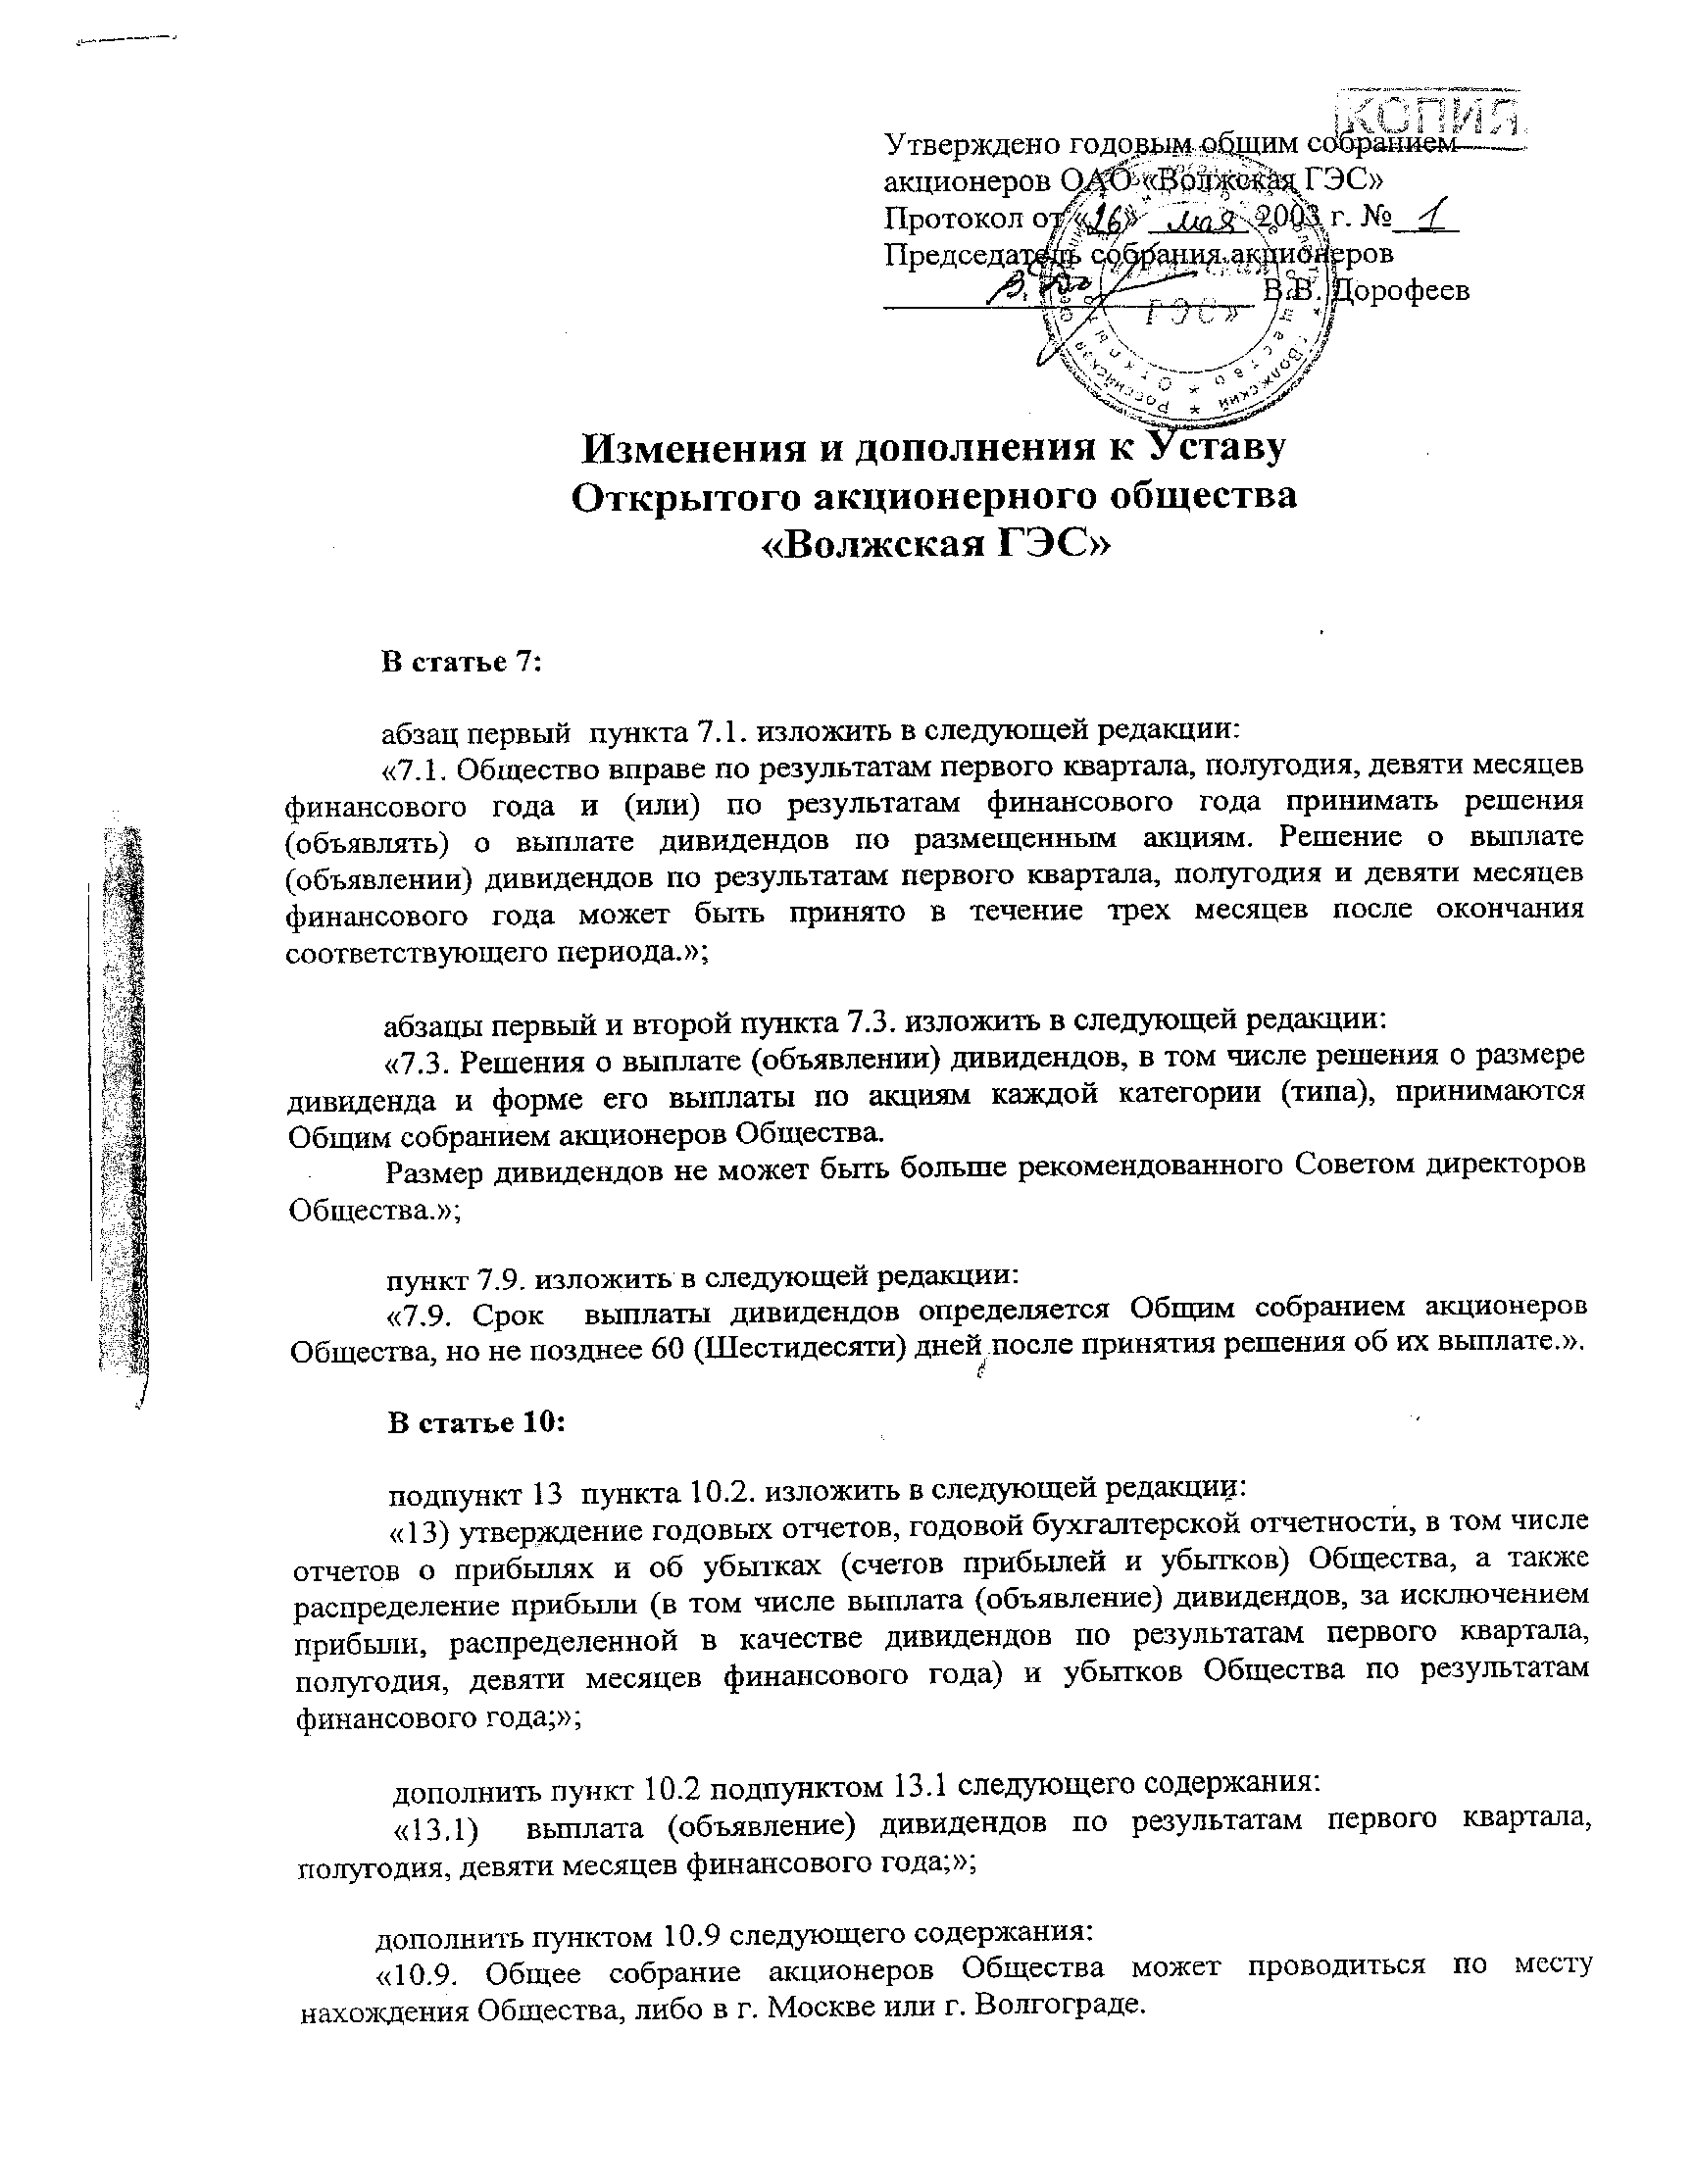 КОПИЯ
Утверждено годовым общим собранием
акционеров ОАО «Волжская ГЭС»
Протокол от «26» мая 2003 г. № 1
Председатель собрания акционеров
В.В. Дорофеев
ГЭС»
г.Волжский * Российская
Изменения и дополнения к Уставу
Открытого акционерного общества
«Волжская ГЭС»
В статье 7:
абзац первый пункта 7.1. изложить в следующей редакции:
«7.1. Общество вправе по результатам первого квартала, полугодия, девяти месяцев
финансового года и (или) по результатам финансового года принимать решения
(объявлять) о выплате дивидендов по размещенным акциям. Решение о выплате
(объявлении) дивидендов по результатам первого квартала, полугодия и девяти месяцев
финансового года может быть принято в течение трех месяцев после окончания
соответствующего периода.»;
абзацы первый и второй пункта 7.3. изложить в следующей редакции:
«7.3. Решения о выплате (объявлении) дивидендов, в том числе решения о размере
дивиденда и форме его выплаты по акциям каждой категории (типа), принимаются
Общим собранием акционеров Общества.
Размер дивидендов не может быть больше рекомендованного Советом директоров
Общества.»;
пункт 7.9. изложить в следующей редакции:
«7.9. Срок выплаты дивидендов определяется Общим собранием акционеров
Общества, но не позднее 60 (Шестидесяти) дней после принятия решения об их выплате.».
В статье 10:
подпункт 13 пункта 10.2. изложить в следующей редакции:
«13) утверждение годовых отчетов, годовой бухгалтерской отчетности, в том числе
отчетов о прибылях и об убытках (счетов прибылей и убытков) Общества, а также
распределение прибыли (в том числе выплата (объявление) дивидендов, за исключением
прибыли, распределенной в качестве дивидендов по результатам первого квартала,
полугодия, девяти месяцев финансового года) и убытков Общества по результатам
финансового года;»;
дополнить пункт 10.2 подпунктом 13.1 следующего содержания:
«13.1) выплата (объявление) дивидендов по результатам первого квартала,
полугодия, девяти месяцев финансового года;»;
дополнить пунктом 10.9 следующего содержания:
«10.9. Общее собрание акционеров Общества может проводиться по месту
нахождения Общества, либо в г. Москве или г. Волгограде.